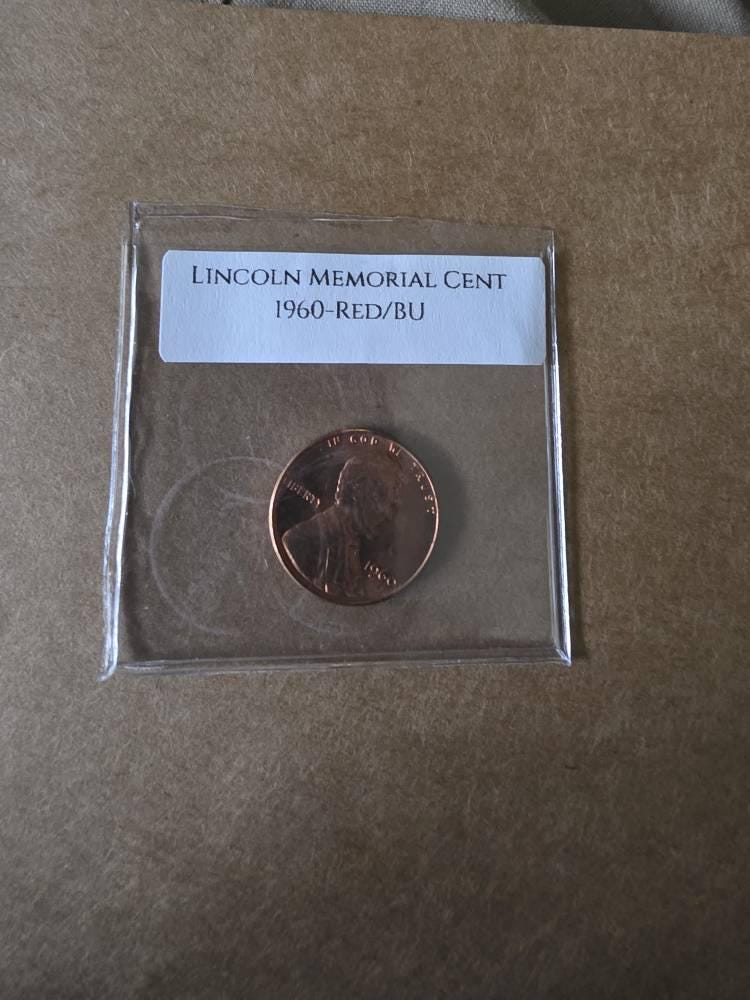 LINCOLN MEMORIAL CENT
1960-RED/BU
IN GOD WE TRUST
LIBERTY
1960